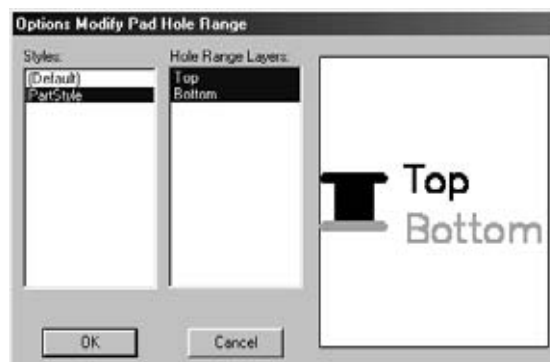 Options Modify Pad Hole Range
Styles:
Hole Range Layers:
(Default)
PartStyle
Top
Bottom
Top
Bottom
OK
Cancel